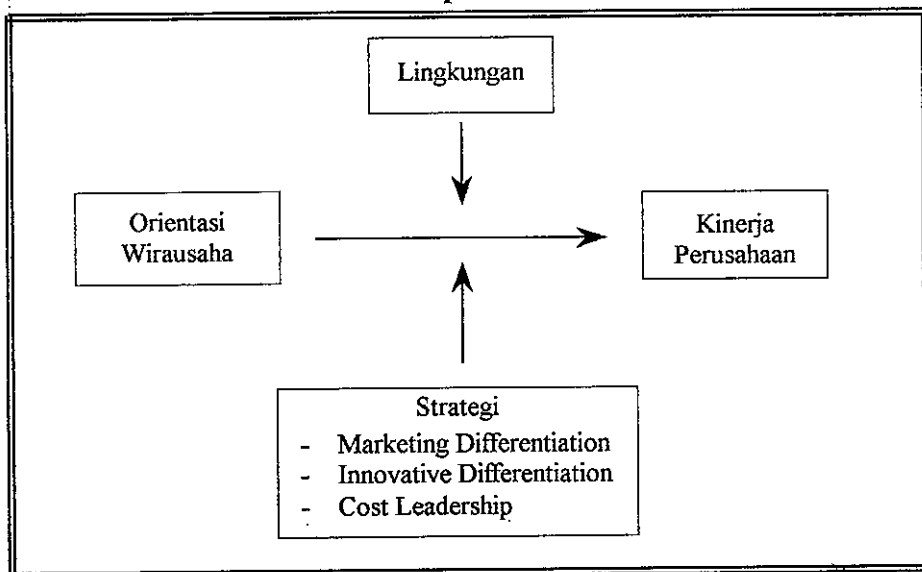 Lingkungan
Orientasi
Wirausaha
Kinerja
Perusahaan
Strategi
- Marketing Differentiation
- Innovative Differentiation
- Cost Leadership